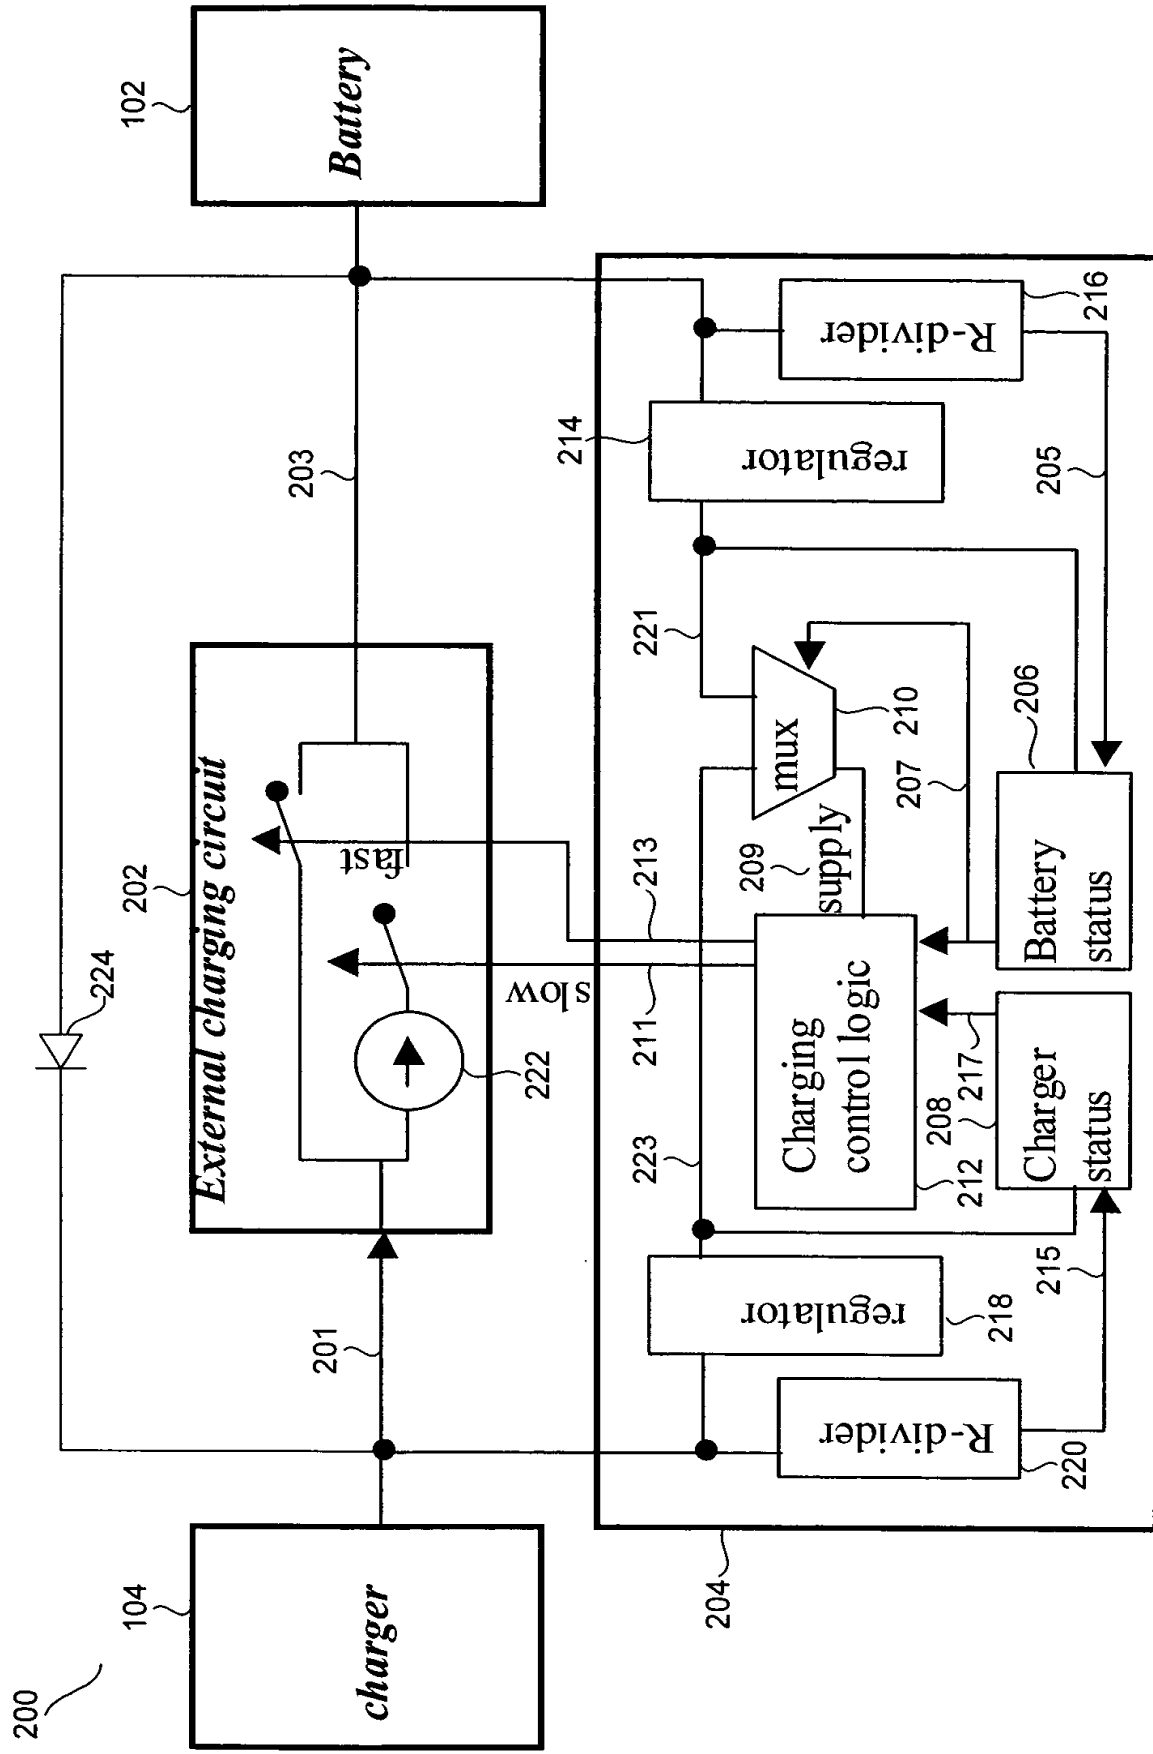 200
224
104
charger
201
202
External charging circuit
fast
222
203
102
Battery
slow
211
213
204
220
R-divider
218
regulator
223
215
212
Charging
control logic
209
supply
mux
210
221
214
regulator
216
R-divider
205
207
208
217
Charger
status
206
Battery
status